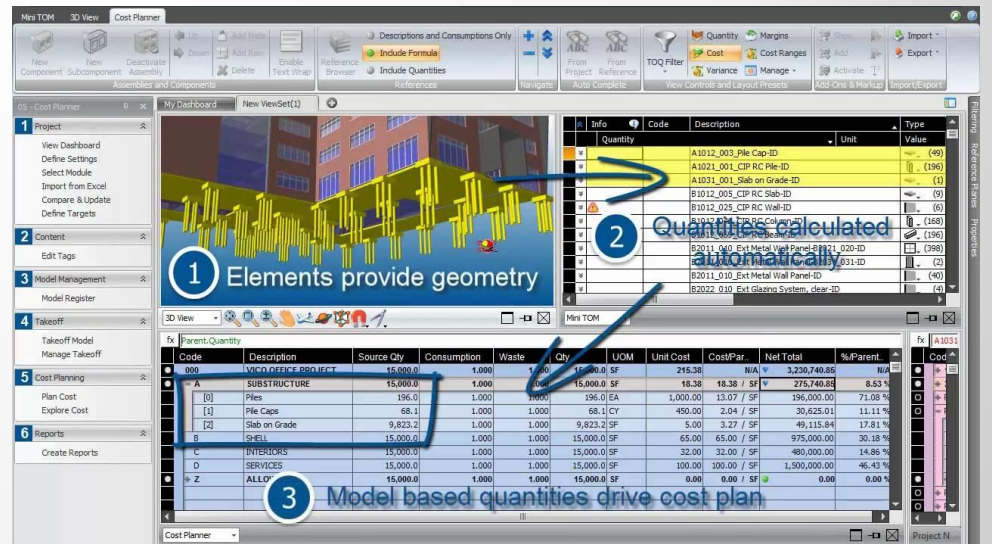 Mini TOM 3D View Cost Planner
New Component
New Subcomponent
Deactivate Assembly
Up
Down
Add Note
Add Row
Delete
Enable Text Wrap
Assemblies and Components
Reference Browser
Descriptions and Consumptions Only
Include Formula
Include Quantities
References
Navigate
From Project
From Reference
Auto Complete
TOQ Filter
Quantity Margins
Cost Cost Ranges
Variance Manage
View Controls and Layout Presets
Show
Add
Activate
Add-Ons & Markup
Import
Export
Import/Export
05 - Cost Planner
My Dashboard New ViewSet(1)
1 Project
View Dashboard
Define Settings
Select Module
Import from Excel
Compare & Update
Define Targets
2 Content
Edit Tags
3 Model Management
Model Register
4 Takeoff
Takeoff Model
Manage Takeoff
5 Cost Planning
Plan Cost
Explore Cost
6 Reports
Create Reports
1 Elements provide geometry
3D View
Info Code Description Type
Quantity Unit Value
A1012_003_Pile Cap-ID (49)
A1021_001_CIP RC Pile-ID (196)
A1031_001_Slab on Grade-ID (1)
B1012_005_CIP RC Slab-ID (9)
B1012_025_CIP RC Wall-ID (6)
(168)
(196)
B2011_040_Ext Metal Wall Panel-B2021_020-ID (398)
(2)
B2011_010_Ext Metal Wall Panel-ID (40)
B2022_010_Ext Glazing System, clear-ID (4)
2 Quantities calculated automatically
Mini TOM
Filtering Reference Planes Properties
fx Parent.Quantity
fx A1031
Code Description Source Qty Consumption Waste Qty UOM Unit Cost Cost/Par.. Net Total %/Parent..
000 VICO OFFICE PROJECT 15,000.0 1.000 1.000 15,000.0 SF 215.38 N/A 3,230,740.85 N/A
A SUBSTRUCTURE 15,000.0 1.000 1.000 15,000.0 SF 18.38 18.38 / SF 275,740.85 8.53 %
[0] Piles 196.0 1.000 1.000 196.0 EA 1,000.00 13.07 / SF 196,000.00 71.08 %
[1] Pile Caps 68.1 1.000 1.000 68.1 CY 450.00 2.04 / SF 30,625.01 11.11 %
[2] Slab on Grade 9,823.2 1.000 1.000 9,823.2 SF 5.00 3.27 / SF 49,115.84 17.81 %
B SHELL 15,000.0 1.000 1.000 15,000.0 SF 65.00 65.00 / SF 975,000.00 30.18 %
C INTERIORS 15,000.0 1.000 1.000 15,000.0 SF 32.00 32.00 / SF 480,000.00 14.86 %
D SERVICES 15,000.0 1.000 1.000 15,000.0 SF 100.00 100.00 / SF 1,500,000.00 46.43 %
Z 15,000.0 1.000 1.000 15,000.0 SF 0.00 0.00 / SF 0.00 0.00 %
3 Model based quantities drive cost plan
Cost Planner
Project N